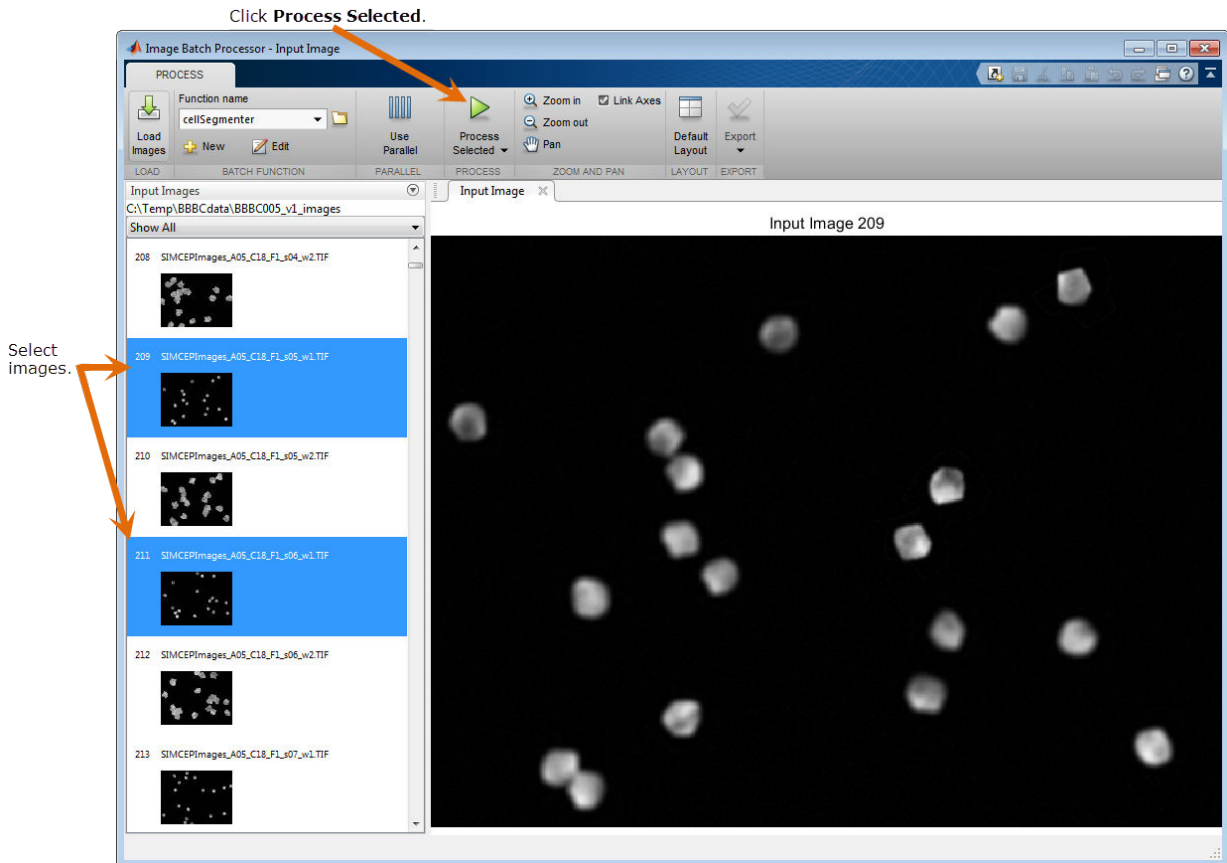 Click Process Selected.
Image Batch Processor - Input Image
PROCESS
Load Images
Function name
cellSegmenter
New
Edit
Use Parallel
Process Selected
Zoom in
Link Axes
Zoom out
Pan
Default Layout
Export
LOAD
BATCH FUNCTION
PARALLEL
PROCESS
ZOOM AND PAN
LAYOUT
EXPORT
Input Images
C:\Temp\BBBCdata\BBBC005_v1_images
Show All
208 SIMCEPImages_A05_C18_F1_s04_w2.TIF
209 SIMCEPImages_A05_C18_F1_s05_w1.TIF
210 SIMCEPImages_A05_C18_F1_s05_w2.TIF
211 SIMCEPImages_A05_C18_F1_s06_w1.TIF
212 SIMCEPImages_A05_C18_F1_s06_w2.TIF
213 SIMCEPImages_A05_C18_F1_s07_w1.TIF
Select
images.
Input Image
Input Image 209